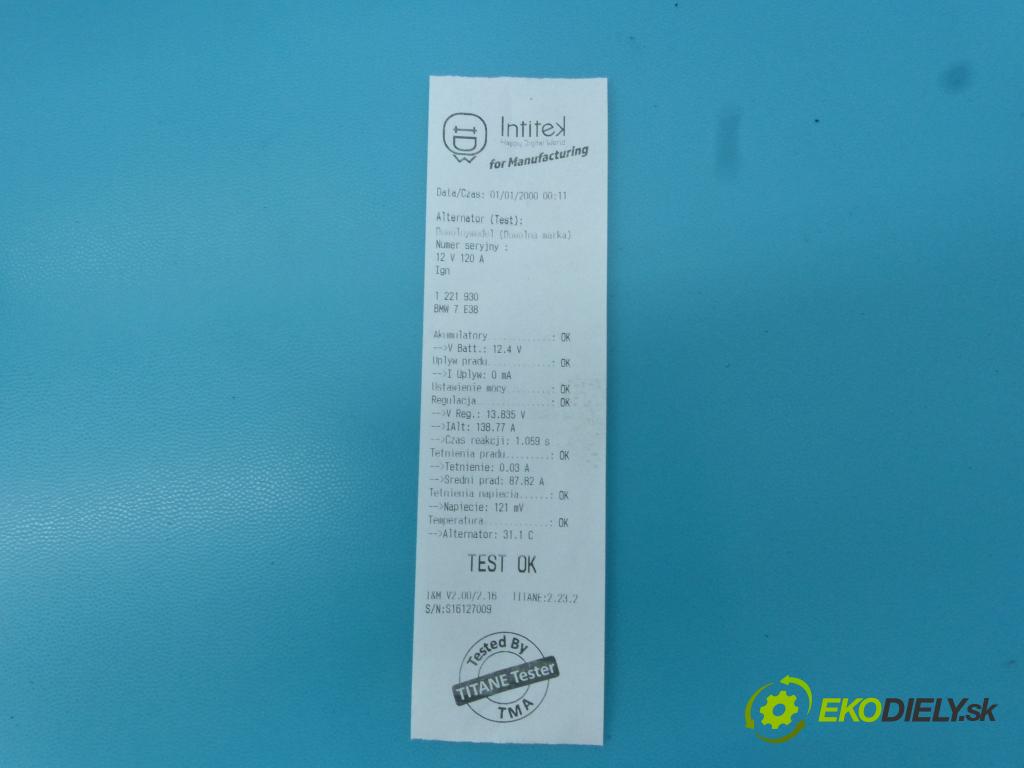 Intitek
Happy Digital World
for Manufacturing
Data/Czas: 01/01/2000 00:11
Alternator (Test):
Dowolnymodel (Dowolna marka)
Numer seryjny :
12 V 120 A
Ign
1 221 930
BMW 7 E38
Akumulatory...........: OK
-->V Batt.: 12.4 V
Uplyw pradu...........: OK
-->I Uplyw: 0 mA
Ustawienie mocy.......: OK
Regulacja.............: OK
-->V Reg.: 13.835 V
-->IAlt: 138.77 A
-->Czas reakcji: 1.059 s
Tetnienia pradu.......: OK
-->Tetnienie: 0.03 A
-->Sredni prad: 87.82 A
Tetnienia napiecia....: OK
-->Napiecie: 121 mV
Temperatura...........: OK
-->Alternator: 31.1 C
TEST OK
I&M V2.00/2.16 TITANE:2.23.2
S/N:S16127009
Tested By
TITANE Tester
TMA
EKODIELY.sk